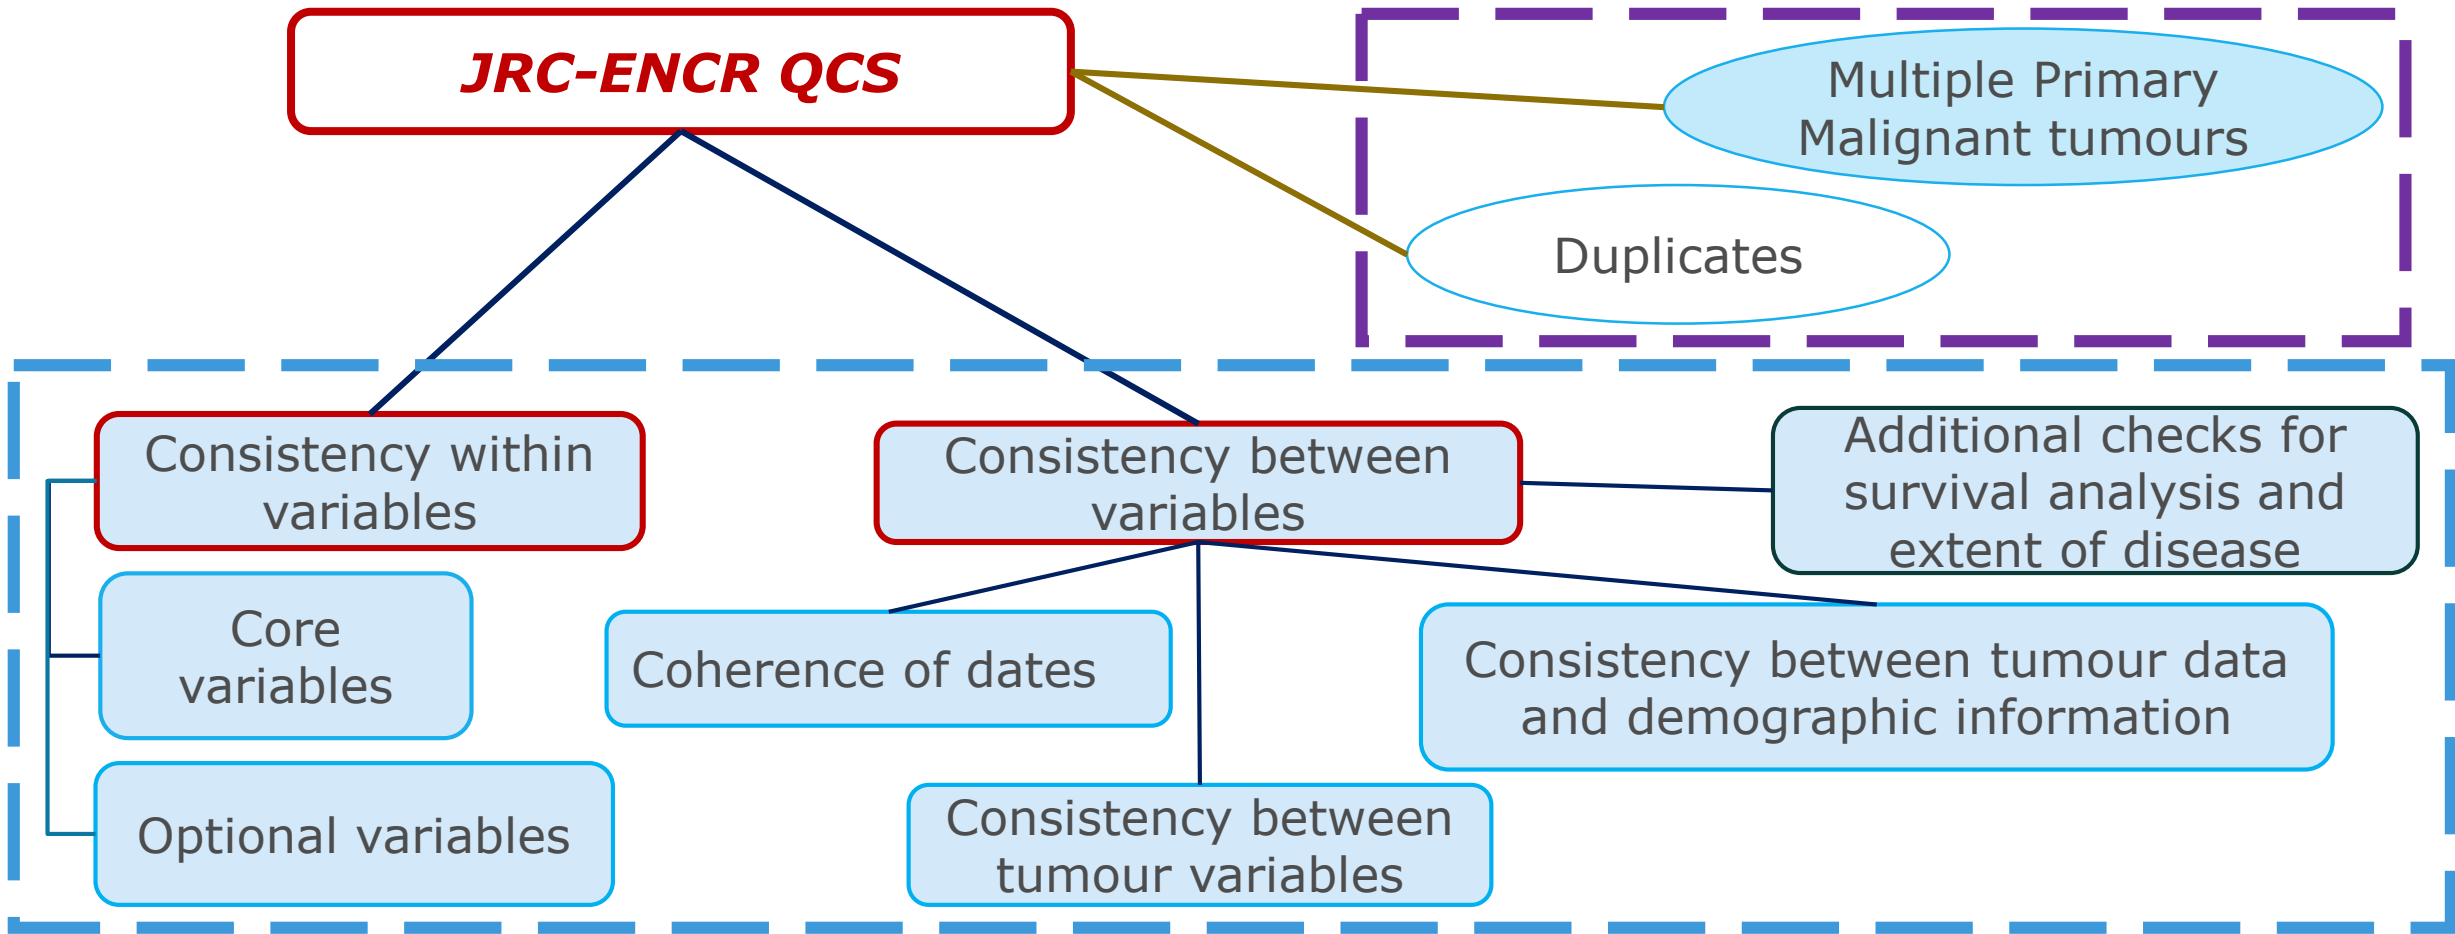 JRC-ENCR QCS
Multiple Primary
Malignant tumours
Duplicates
Consistency within
variables
Consistency between
variables
Additional checks for
survival analysis and
extent of disease
Core
variables
Coherence of dates
Consistency between tumour data
and demographic information
Optional variables
Consistency between
tumour variables